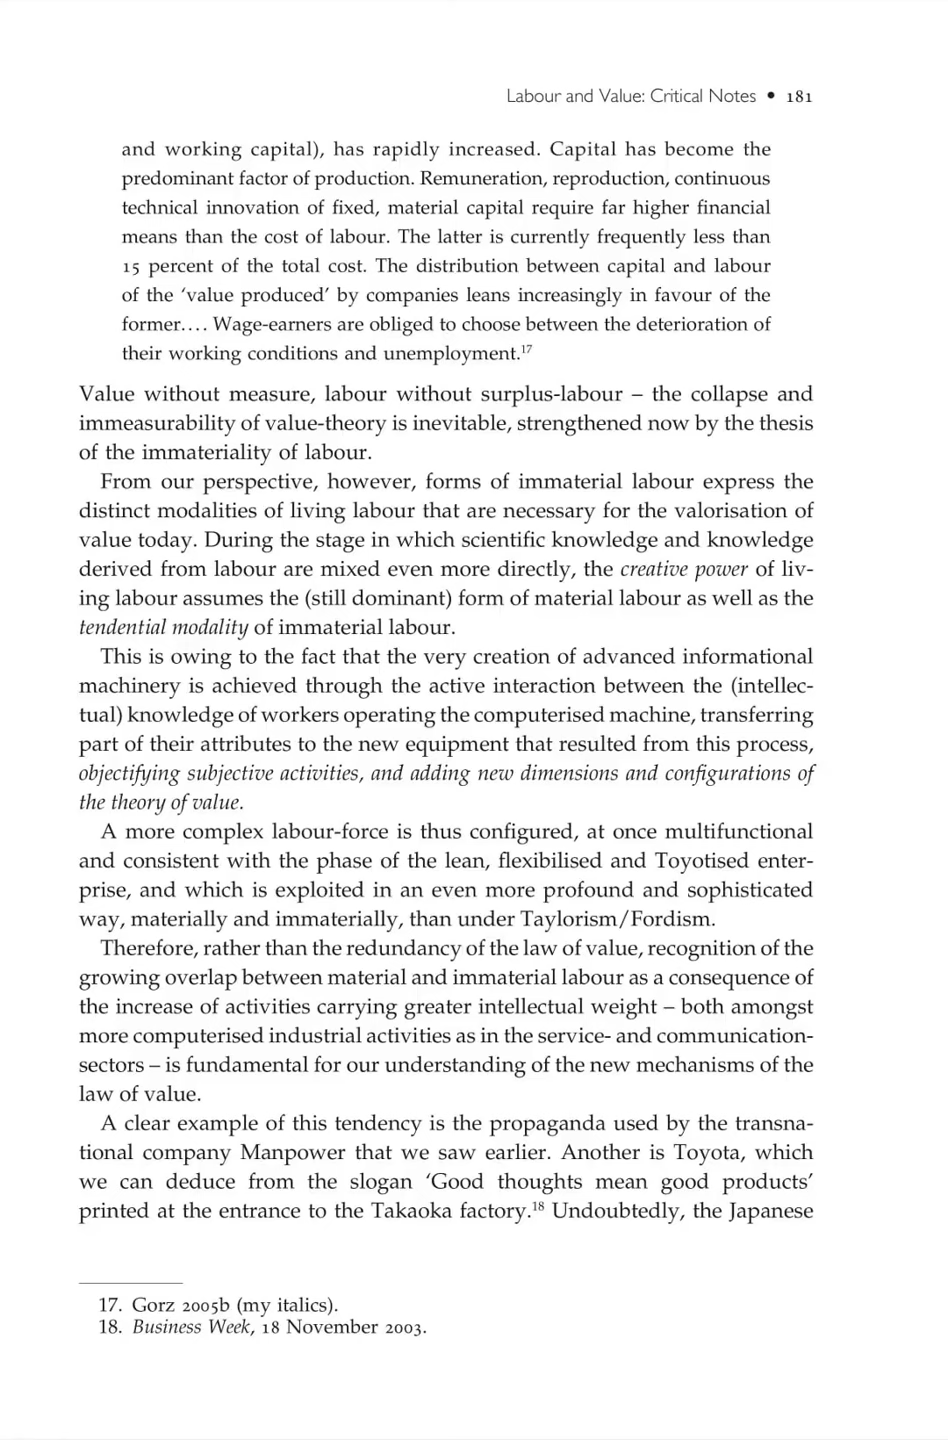 Labour and Value: Critical Notes • 181
and working capital), has rapidly increased. Capital has become the
predominant factor of production. Remuneration, reproduction, continuous
technical innovation of fixed, material capital require far higher financial
means than the cost of labour. The latter is currently frequently less than
15 percent of the total cost. The distribution between capital and labour
of the ‘value produced’ by companies leans increasingly in favour of the
former.… Wage-earners are obliged to choose between the deterioration of
their working conditions and unemployment.17
Value without measure, labour without surplus-labour – the collapse and
immeasurability of value-theory is inevitable, strengthened now by the thesis
of the immateriality of labour.
From our perspective, however, forms of immaterial labour express the
distinct modalities of living labour that are necessary for the valorisation of
value today. During the stage in which scientific knowledge and knowledge
derived from labour are mixed even more directly, the creative power of liv-
ing labour assumes the (still dominant) form of material labour as well as the
tendential modality of immaterial labour.
This is owing to the fact that the very creation of advanced informational
machinery is achieved through the active interaction between the (intellec-
tual) knowledge of workers operating the computerised machine, transferring
part of their attributes to the new equipment that resulted from this process,
objectifying subjective activities, and adding new dimensions and configurations of
the theory of value.
A more complex labour-force is thus configured, at once multifunctional
and consistent with the phase of the lean, flexibilised and Toyotised enter-
prise, and which is exploited in an even more profound and sophisticated
way, materially and immaterially, than under Taylorism/Fordism.
Therefore, rather than the redundancy of the law of value, recognition of the
growing overlap between material and immaterial labour as a consequence of
the increase of activities carrying greater intellectual weight – both amongst
more computerised industrial activities as in the service- and communication-
sectors – is fundamental for our understanding of the new mechanisms of the
law of value.
A clear example of this tendency is the propaganda used by the transna-
tional company Manpower that we saw earlier. Another is Toyota, which
we can deduce from the slogan ‘Good thoughts mean good products’
printed at the entrance to the Takaoka factory.18 Undoubtedly, the Japanese
17. Gorz 2005b (my italics).
18. Business Week, 18 November 2003.